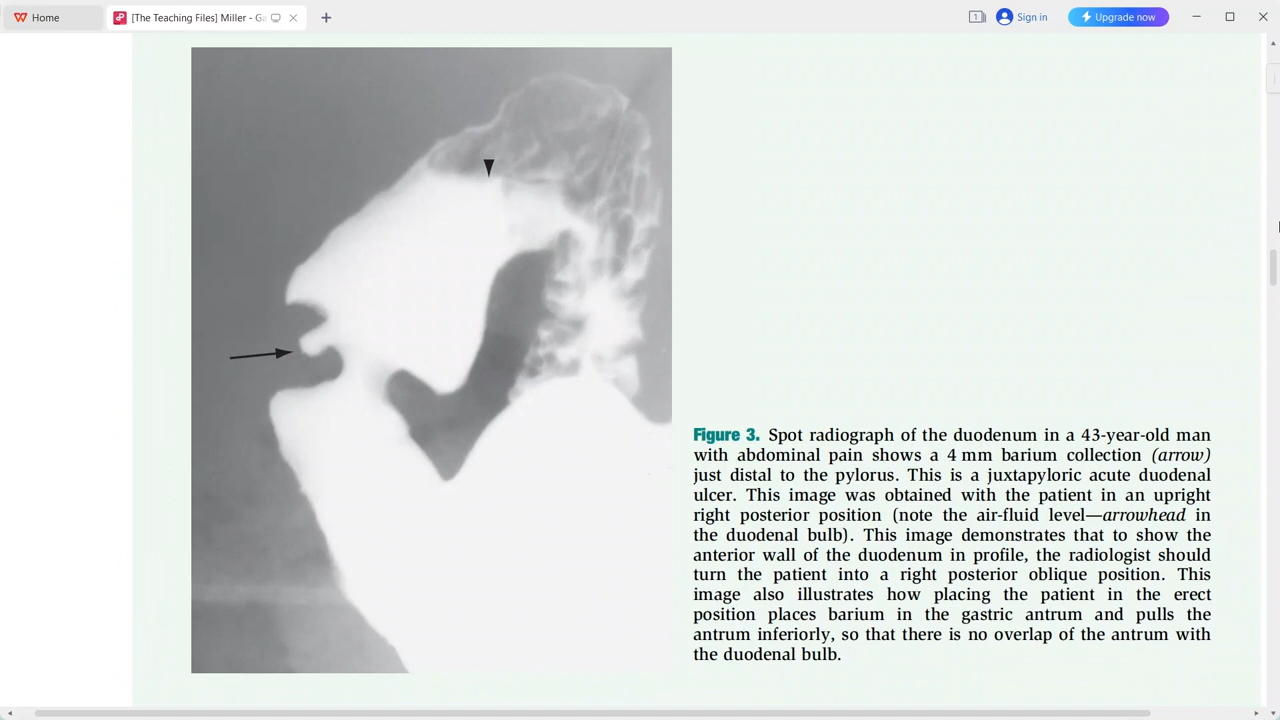 Home
[The Teaching Files] Miller - Ga
1
Sign in
Upgrade now
Figure 3. Spot radiograph of the duodenum in a 43-year-old man
with abdominal pain shows a 4 mm barium collection (arrow)
just distal to the pylorus. This is a juxtapyloric acute duodenal
ulcer. This image was obtained with the patient in an upright
right posterior position (note the air-fluid level—arrowhead in
the duodenal bulb). This image demonstrates that to show the
anterior wall of the duodenum in profile, the radiologist should
turn the patient into a right posterior oblique position. This
image also illustrates how placing the patient in the erect
position places barium in the gastric antrum and pulls the
antrum inferiorly, so that there is no overlap of the antrum with
the duodenal bulb.